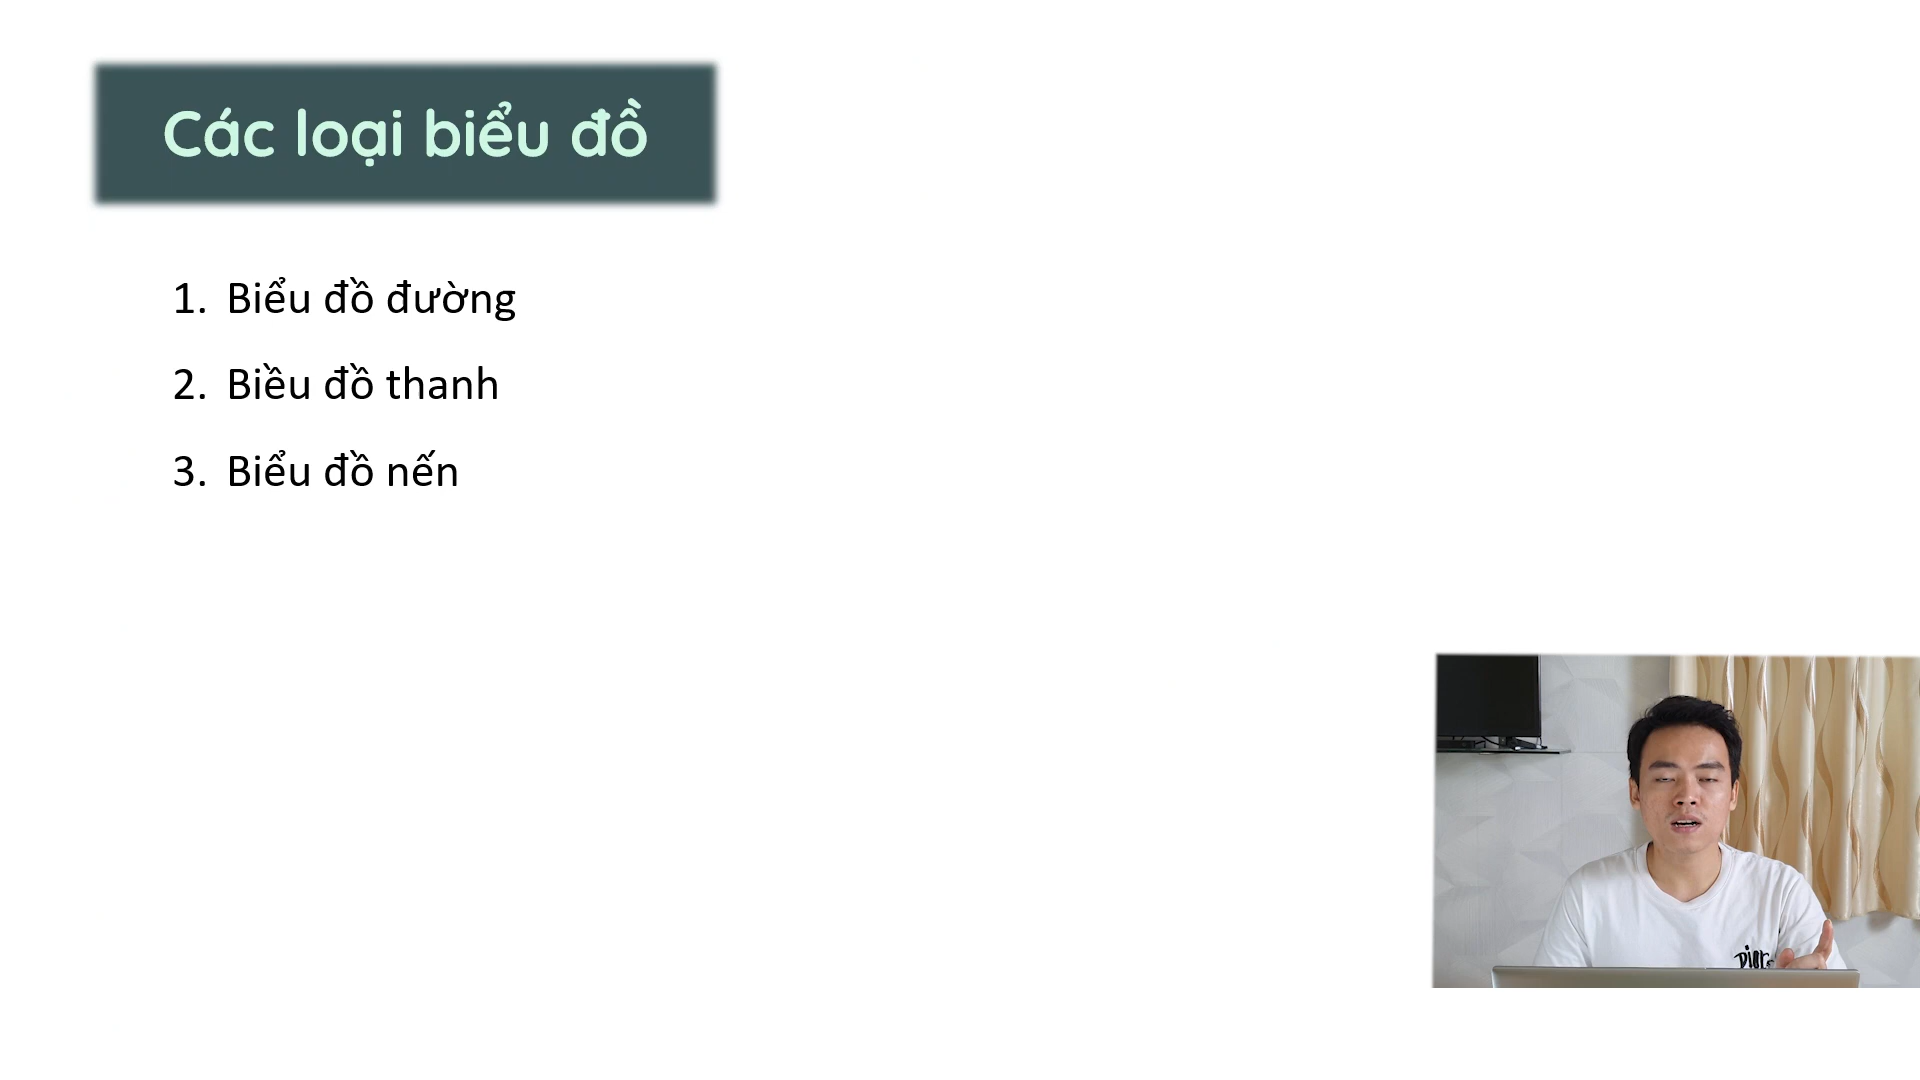 Các loại biểu đồ
1. Biểu đồ đường
2. Biều đồ thanh
3. Biểu đồ nến